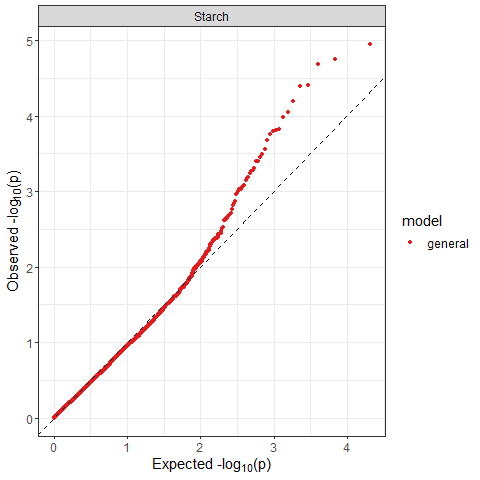 Starch
5
4
3
2
1
0
0 1 2 3 4
Observed -log10(p)
Expected -log10(p)
model
general